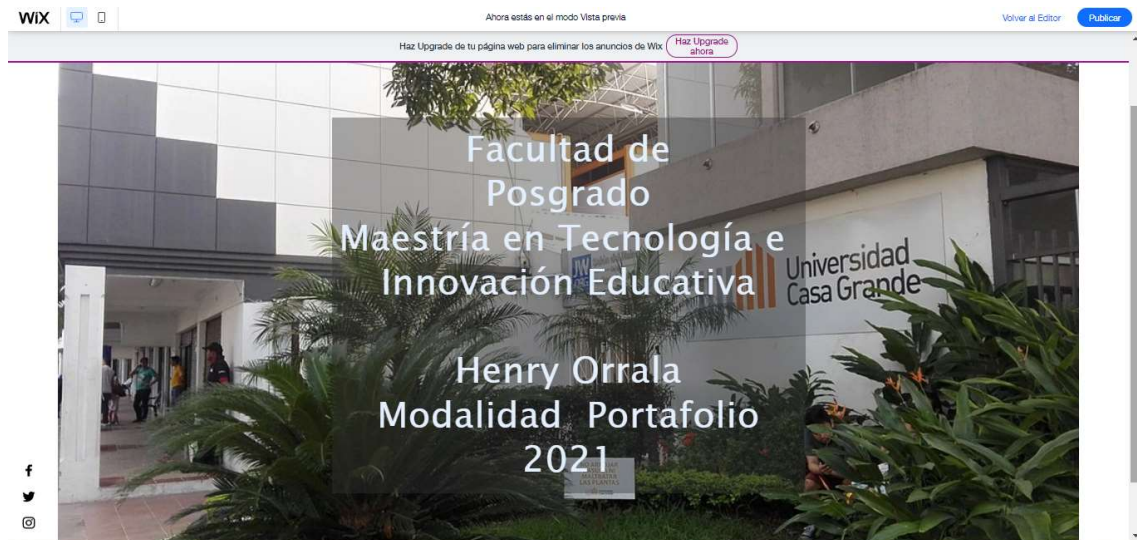 WiX
Ahora estás en el modo Vista previa
Volver al Editor
Publicar
Haz Upgrade de tu página web para eliminar los anuncios de Wix
Haz Upgrade
ahora
Facultad de
Posgrado
Maestría en Tecnología e
Innovación Educativa
Universidad
Casa Grande
Henry Orrala
Modalidad Portafolio
2021
LAS PLANTAS